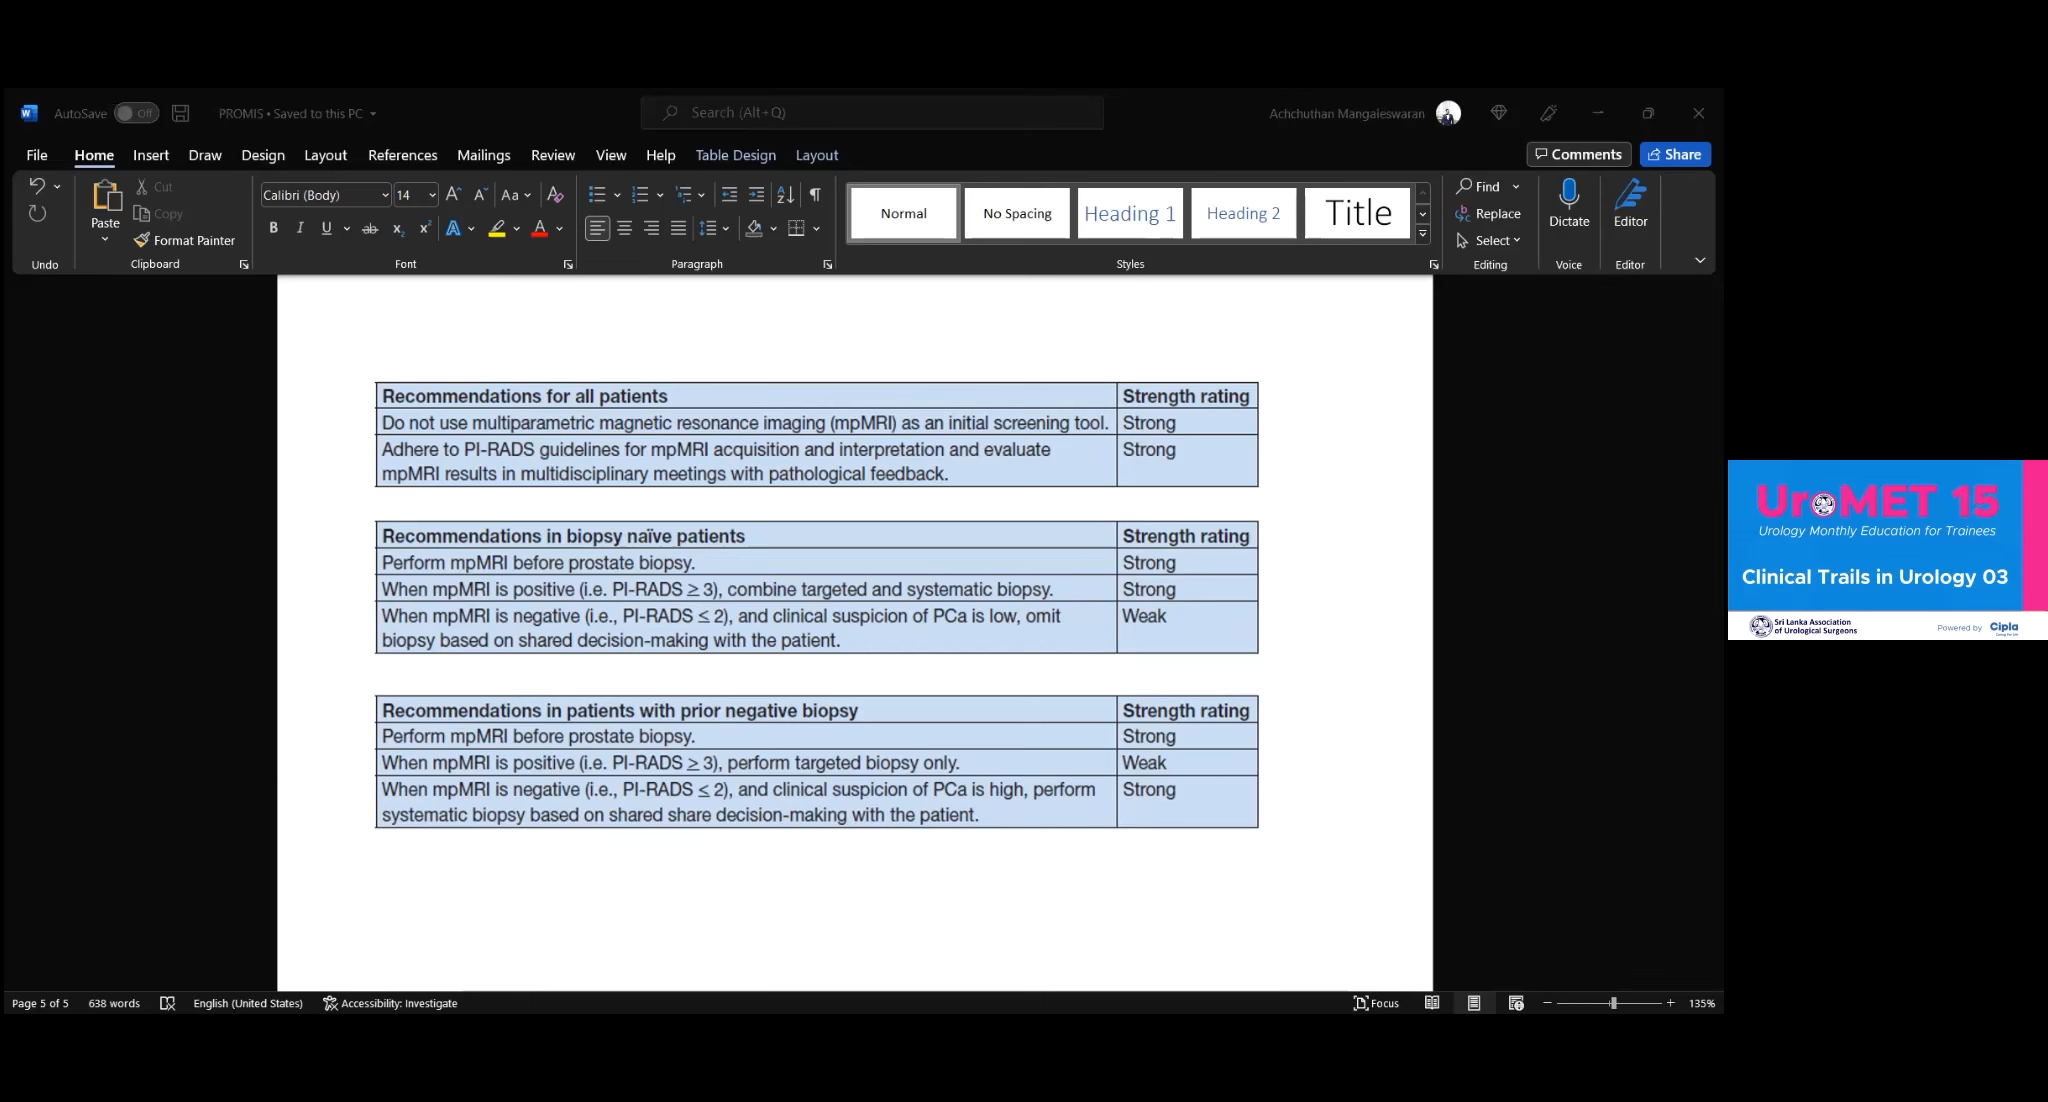 AutoSave Off PROMIS • Saved to this PC Search (Alt+Q) Achchuthan Mangaleswaran
File Home Insert Draw Design Layout References Mailings Review View Help Table Design Layout Comments Share
Undo
Paste
Cut
Copy
Format Painter
Clipboard
Calibri (Body) 14
Font
Paragraph
Normal No Spacing Heading 1 Heading 2 Title
Styles
Find
Replace
Select
Editing
Dictate
Voice
Editor
Editor
Recommendations for all patients Strength rating
Do not use multiparametric magnetic resonance imaging (mpMRI) as an initial screening tool. Strong
Adhere to PI-RADS guidelines for mpMRI acquisition and interpretation and evaluate Strong
mpMRI results in multidisciplinary meetings with pathological feedback.
Recommendations in biopsy naïve patients Strength rating
Perform mpMRI before prostate biopsy. Strong
When mpMRI is positive (i.e. PI-RADS ≥ 3), combine targeted and systematic biopsy. Strong
When mpMRI is negative (i.e., PI-RADS ≤ 2), and clinical suspicion of PCa is low, omit Weak
biopsy based on shared decision-making with the patient.
Recommendations in patients with prior negative biopsy Strength rating
Perform mpMRI before prostate biopsy. Strong
When mpMRI is positive (i.e. PI-RADS ≥ 3), perform targeted biopsy only. Weak
When mpMRI is negative (i.e., PI-RADS ≤ 2), and clinical suspicion of PCa is high, perform Strong
systematic biopsy based on shared share decision-making with the patient.
Page 5 of 5 638 words English (United States) Accessibility: Investigate Focus 135%
UroMET 15
Urology Monthly Education for Trainees
Clinical Trails in Urology 03
Sri Lanka Association
of Urological Surgeons
Powered by Cipla